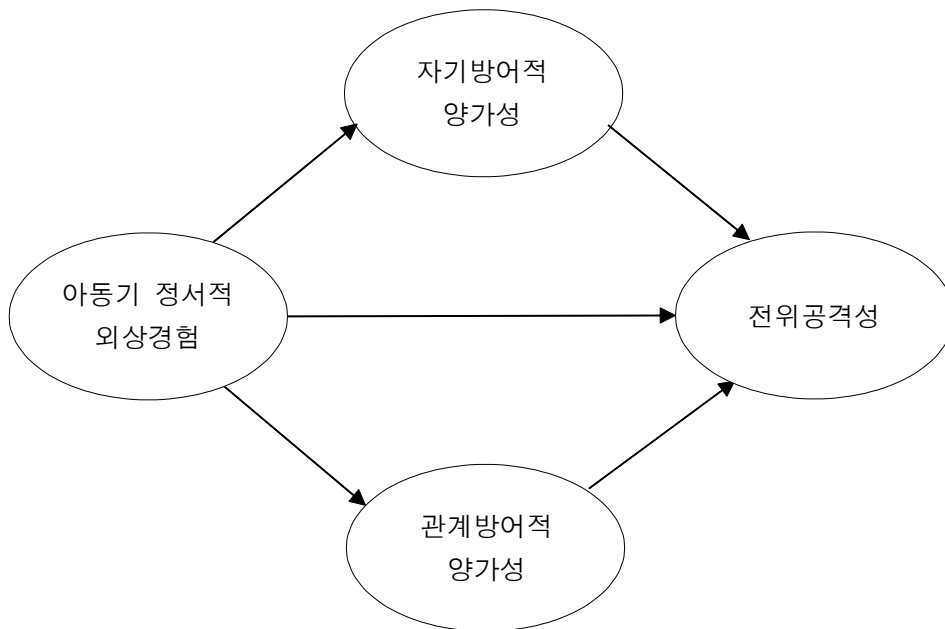 자기방어적
양가성
아동기 정서적
외상경험
전위공격성
관계방어적
양가성